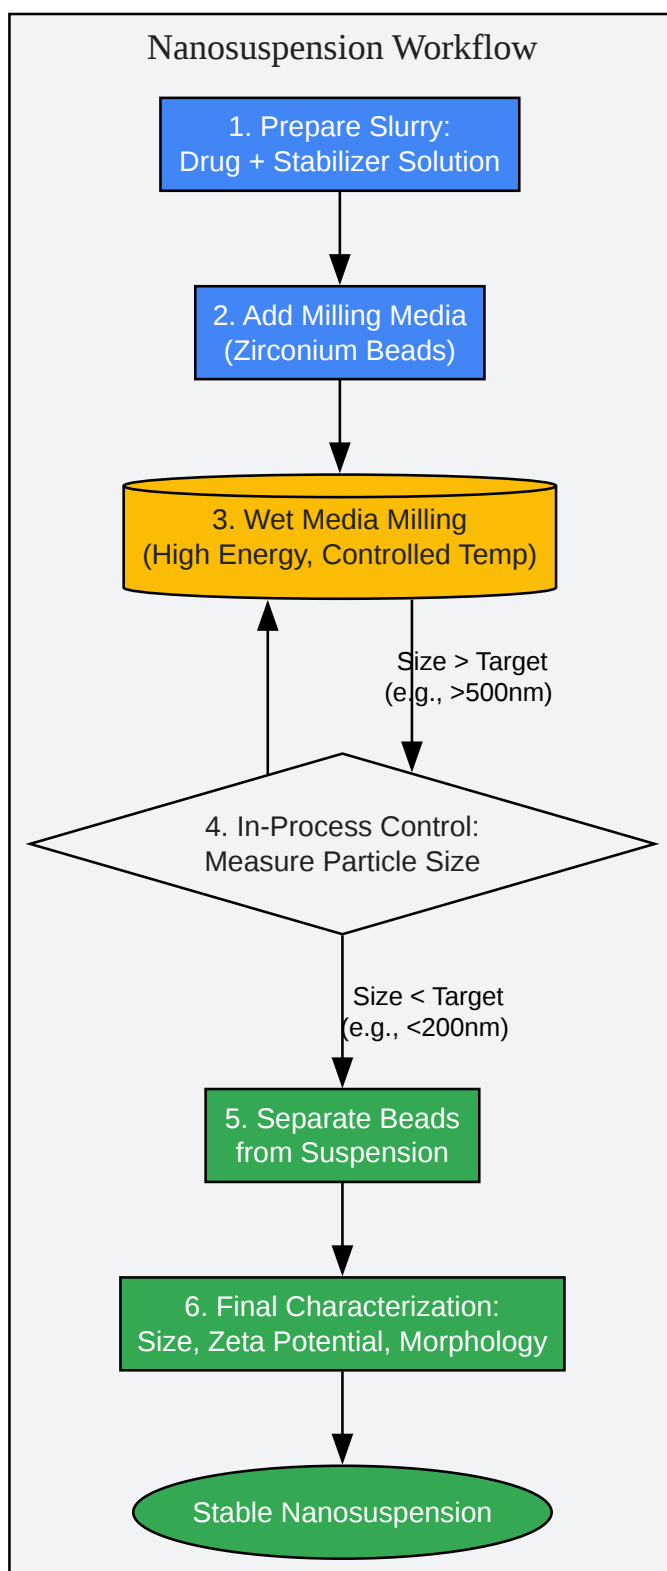 Nanosuspension Workflow
1. Prepare Slurry:
Drug + Stabilizer Solution
2. Add Milling Media
(Zirconium Beads)
3. Wet Media Milling
(High Energy, Controlled Temp)
Size > Target
(e.g., >500nm)
4. In-Process Control:
Measure Particle Size
Size < Target
(e.g., <200nm)
5. Separate Beads
from Suspension
6. Final Characterization:
Size, Zeta Potential, Morphology
Stable Nanosuspension